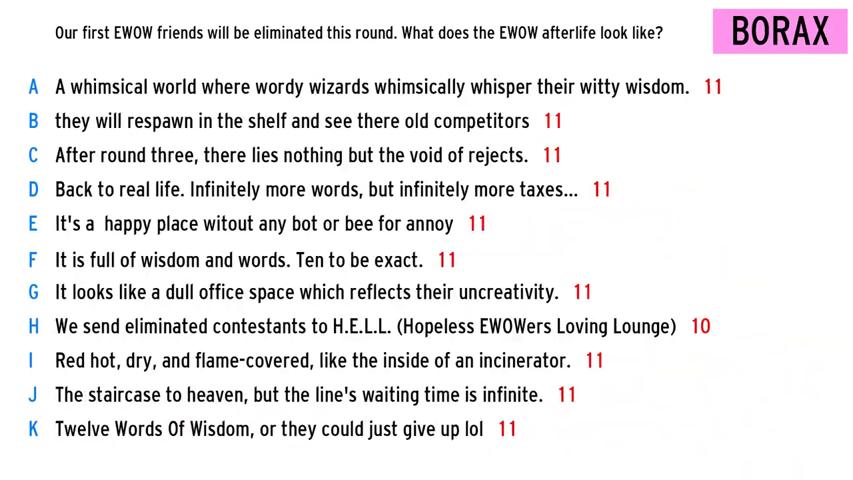 Our first EWOW friends will be eliminated this round. What does the EWOW afterlife look like?
BORAX
A A whimsical world where wordy wizards whimsically whisper their witty wisdom. 11
B they will respawn in the shelf and see there old competitors 11
C After round three, there lies nothing but the void of rejects. 11
D Back to real life. Infinitely more words, but infinitely more taxes... 11
E It's a  happy place witout any bot or bee for annoy 11
F It is full of wisdom and words. Ten to be exact. 11
G It looks like a dull office space which reflects their uncreativity. 11
H We send eliminated contestants to H.E.L.L. (Hopeless EWOWers Loving Lounge) 10
I Red hot, dry, and flame-covered, like the inside of an incinerator. 11
J The staircase to heaven, but the line's waiting time is infinite. 11
K Twelve Words Of Wisdom, or they could just give up lol 11